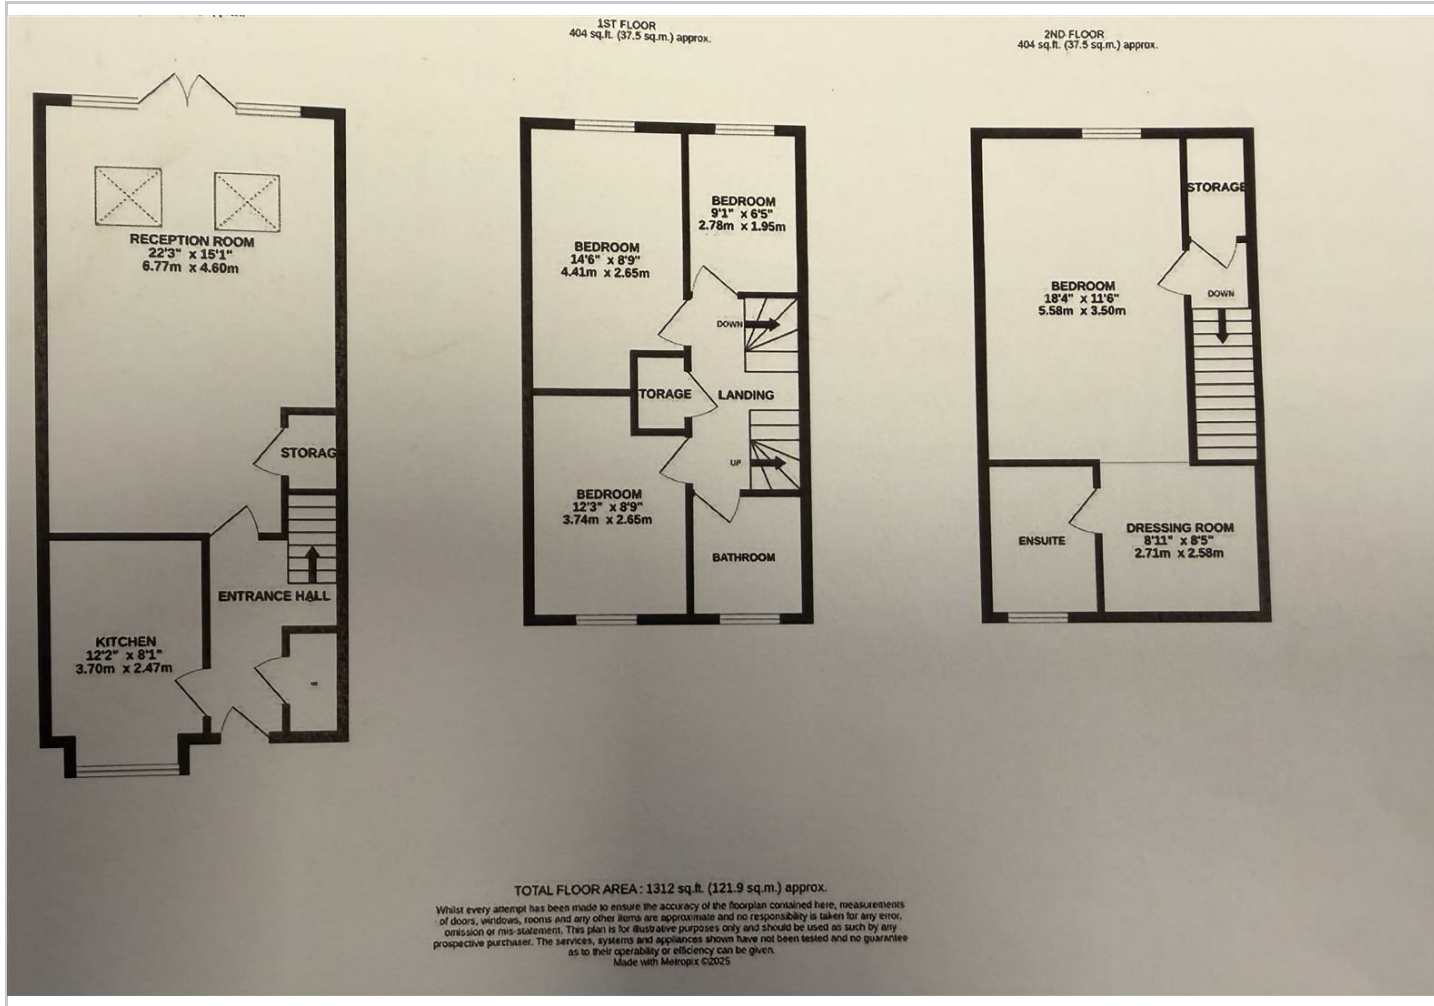 1ST FLOOR
404 sq.ft. (37.5 sq.m.) approx.
2ND FLOOR
404 sq.ft. (37.5 sq.m.) approx.
RECEPTION ROOM
22'3" x 15'1"
6.77m x 4.60m
STORAG
ENTRANCE HALL
KITCHEN
12'2" x 8'1"
3.70m x 2.47m
BEDROOM
9'1" x 6'5"
2.78m x 1.95m
BEDROOM
14'6" x 8'9"
4.41m x 2.65m
DOWN
TORAGE
LANDING
UP
BEDROOM
12'3" x 8'9"
3.74m x 2.65m
BATHROOM
STORAGE
BEDROOM
18'4" x 11'6"
5.58m x 3.50m
DOWN
ENSUITE
DRESSING ROOM
8'11" x 8'5"
2.71m x 2.58m
TOTAL FLOOR AREA : 1312 sq.ft. (121.9 sq.m.) approx.
Whilst every attempt has been made to ensure the accuracy of the floorplan contained here, measurements
of doors, windows, rooms and any other items are approximate and no responsibility is taken for any error,
omission or mis-statement. This plan is for illustrative purposes only and should be used as such by any
prospective purchaser. The services, systems and appliances shown have not been tested and no guarantee
as to their operability or efficiency can be given.
Made with Metropix ©2025